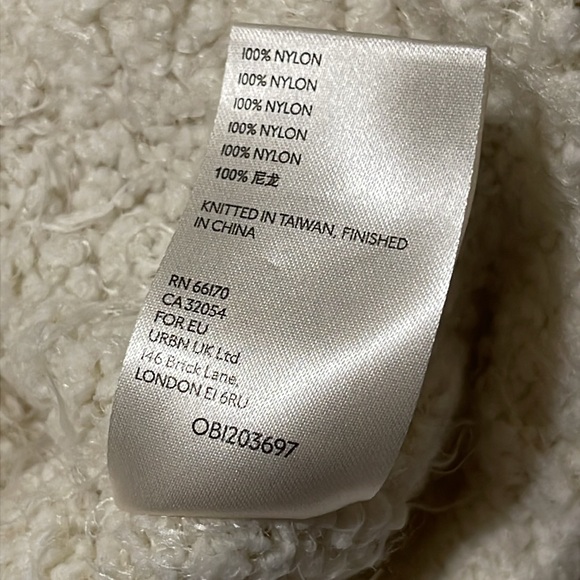 100% NYLON
100% NYLON
100% NYLON
100% NYLON
100% NYLON
100% 尼龙
KNITTED IN TAIWAN, FINISHED
IN CHINA
RN 66170
CA 32054
FOR EU
URBN UK Ltd.
146 Brick Lane,
LONDON E1 6RU
OB1203697